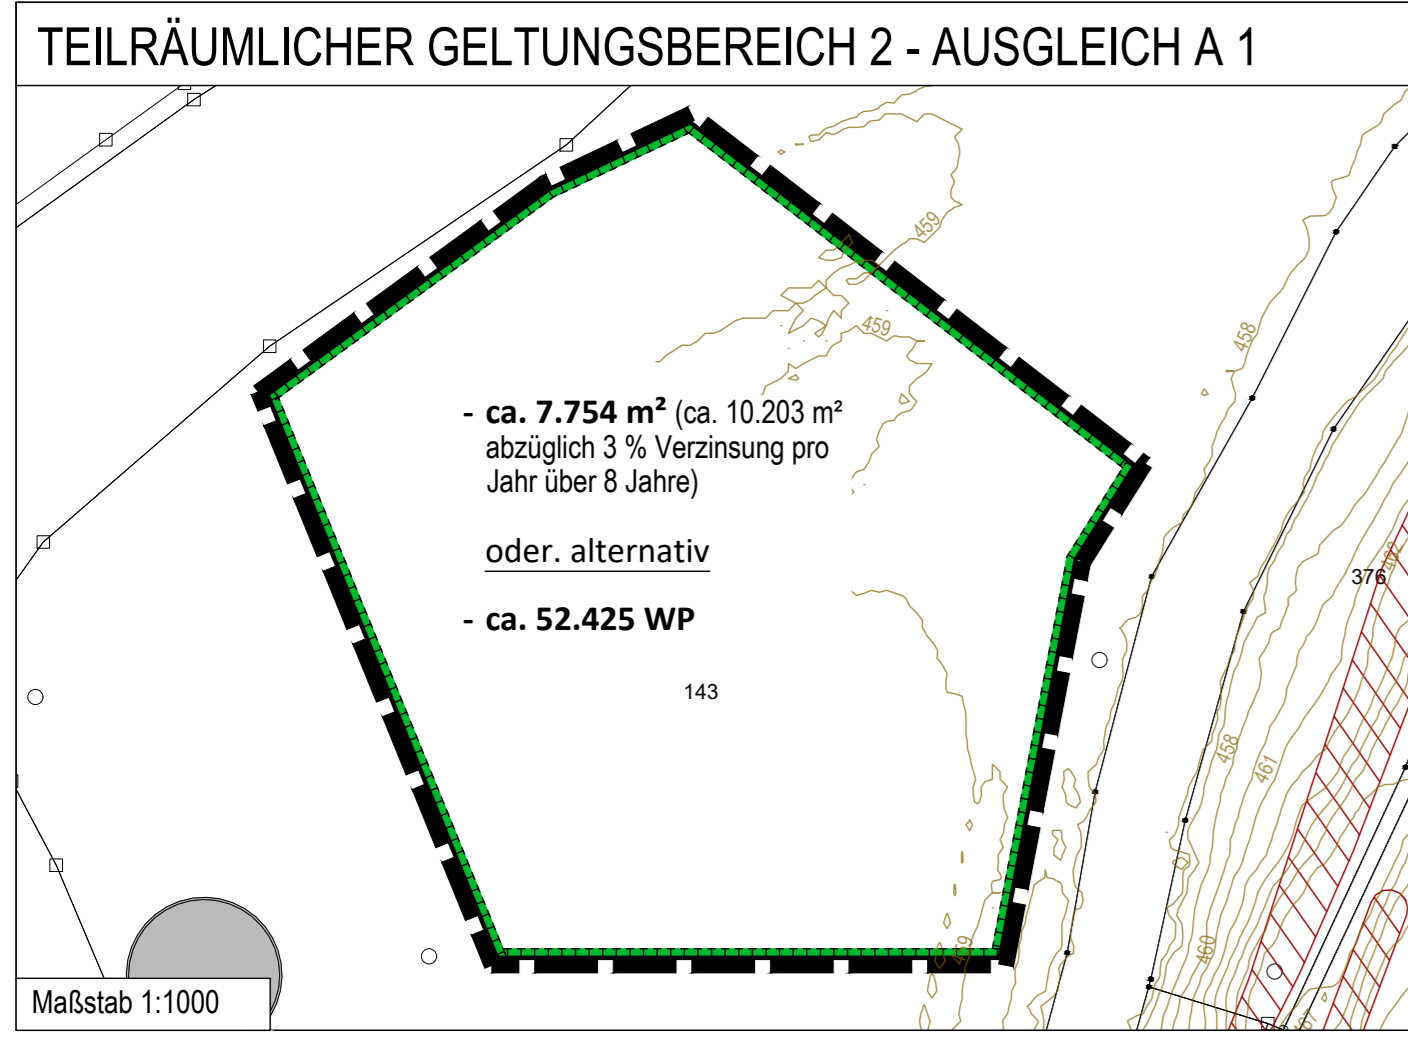 TEILRÄUMLICHER GELTUNGSBEREICH 2 - AUSGLEICH A 1
459
459
458
- ca. 7.754 m² (ca. 10.203 m²
abzüglich 3 % Verzinsung pro
Jahr über 8 Jahre)
oder. alternativ
- ca. 52.425 WP
462
376
143
458
461
459
460
467
Maßstab 1:1000